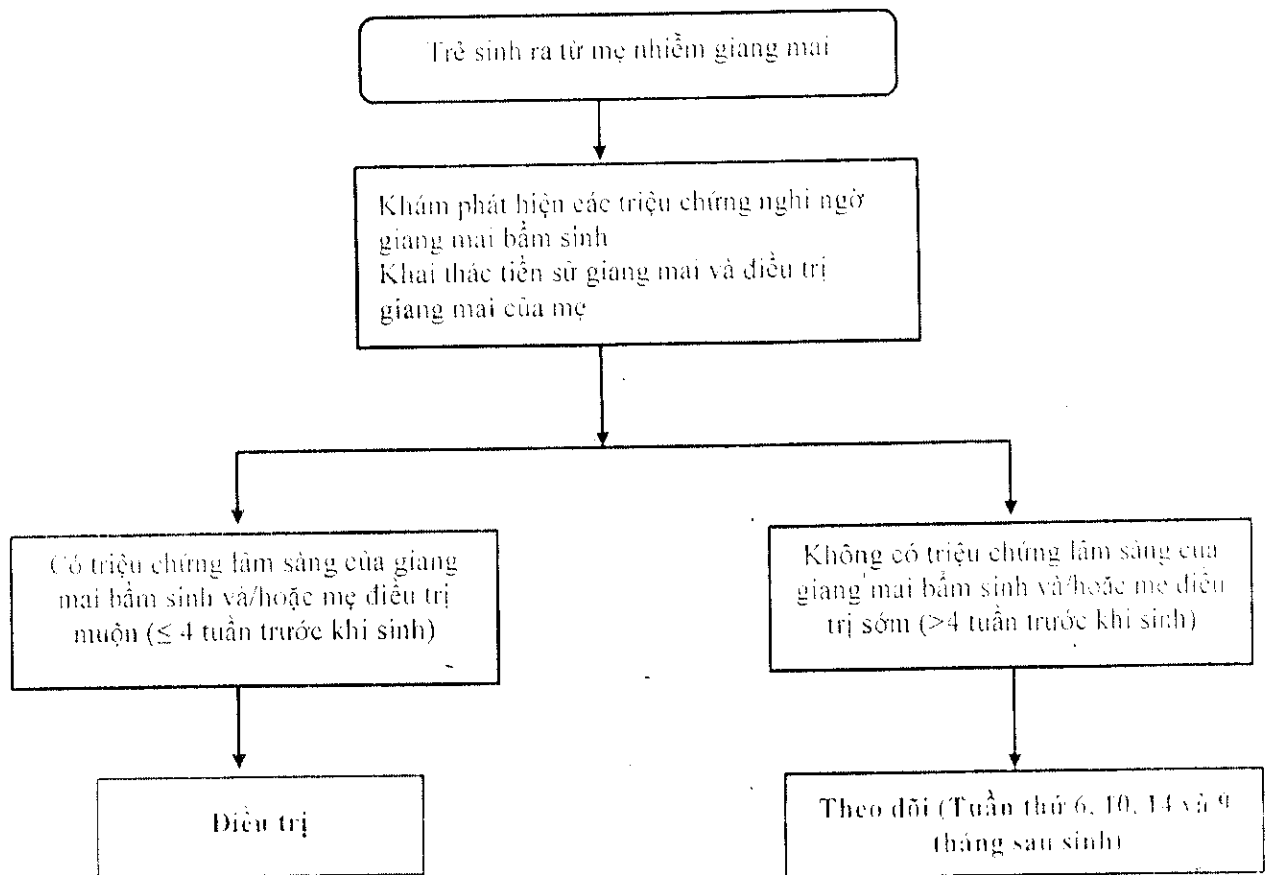 Trẻ sinh ra từ mẹ nhiễm giang mai
Khám phát hiện các triệu chứng nghi ngờ
giang mai bẩm sinh
Khai thác tiền sử giang mai và điều trị
giang mai của mẹ
Có triệu chứng lâm sàng của giang
mai bẩm sinh và/hoặc mẹ điều trị
muộn (≤ 4 tuần trước khi sinh)
Không có triệu chứng lâm sàng của
giang mai bẩm sinh và/hoặc mẹ điều
trị sớm (>4 tuần trước khi sinh)
Điều trị
Theo dõi (Tuần thứ 6, 10, 14 và 9
tháng sau sinh)